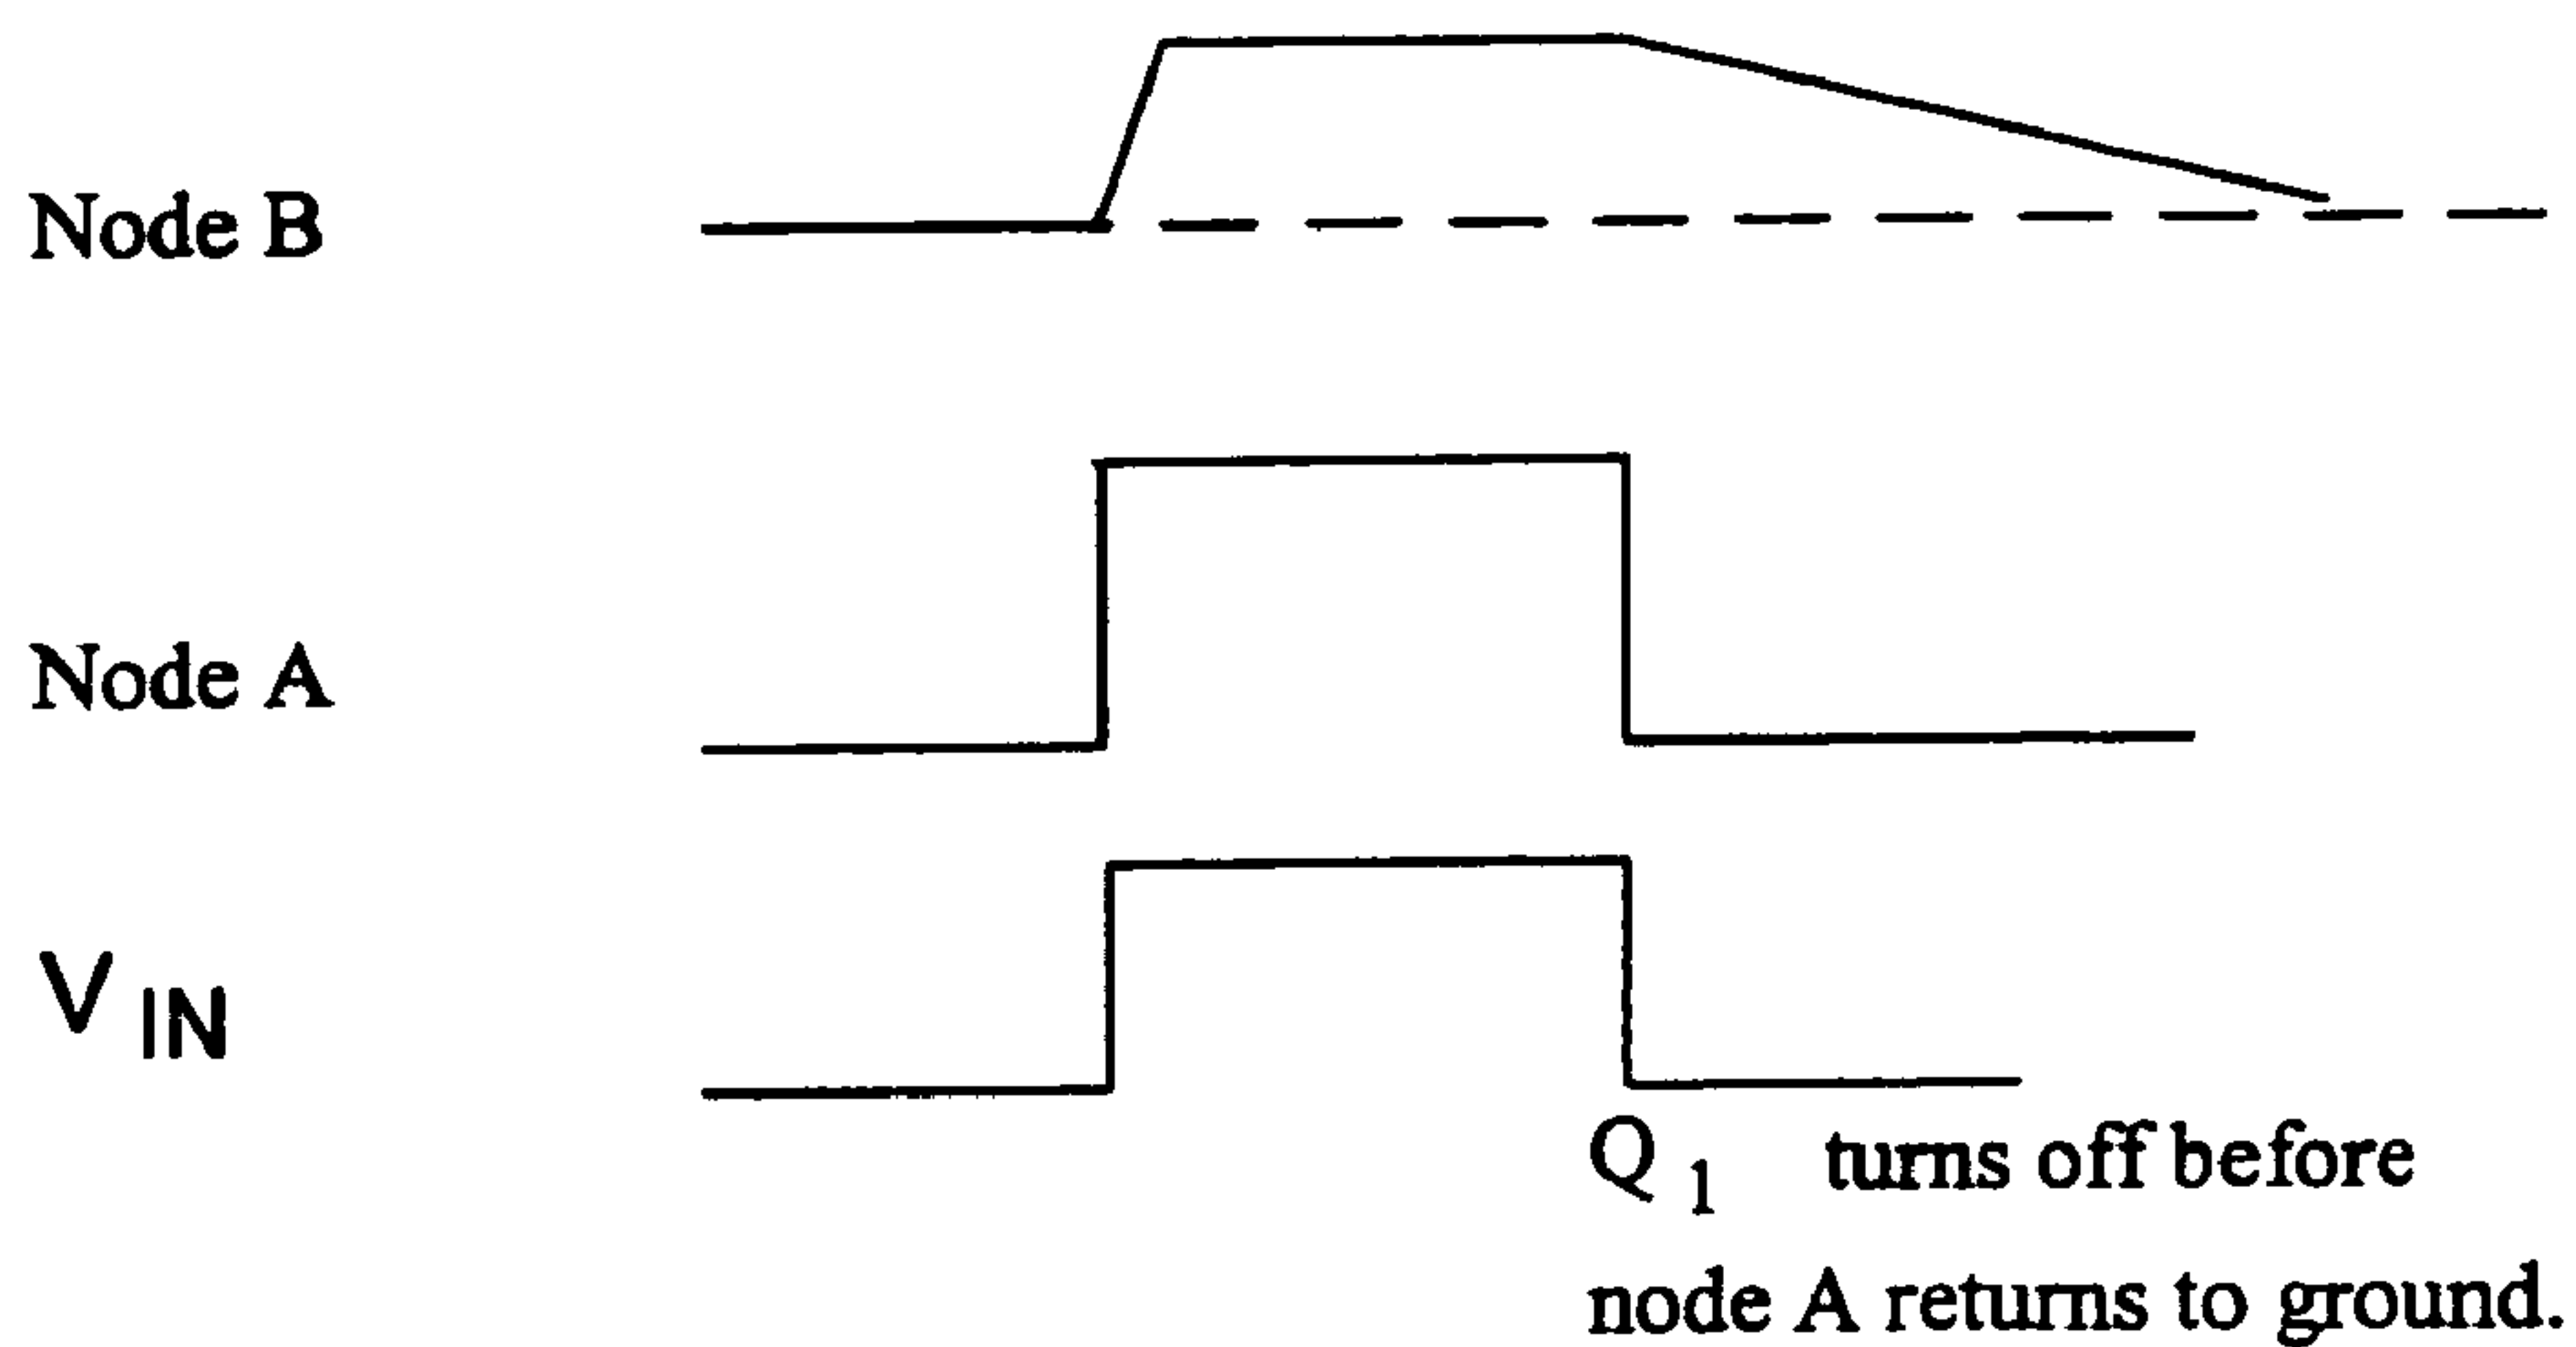 Node B
Node A
V IN
Q 1 turns off before
node A returns to ground.